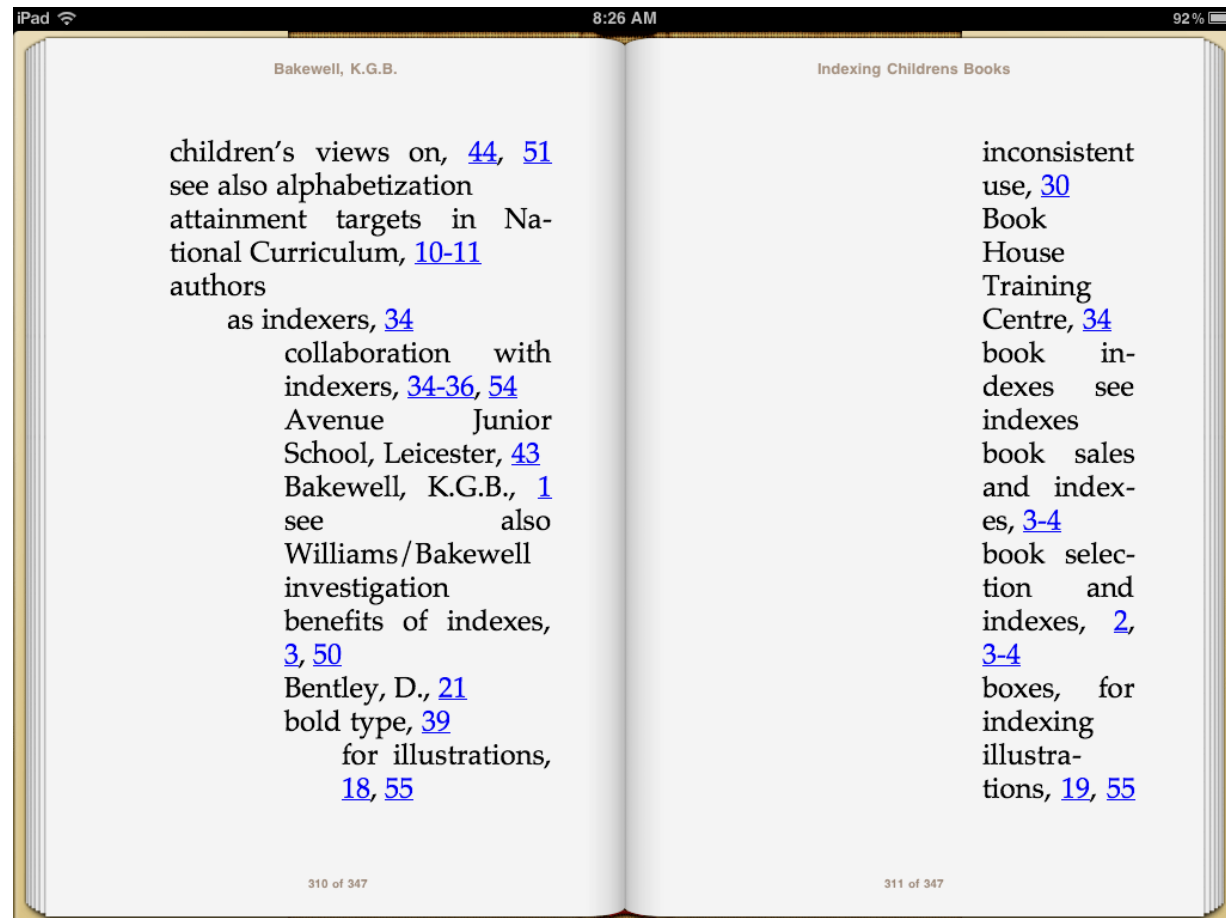 iPad
8:26 AM
92%
Bakewell, K.G.B.
children's views on, 44, 51
see also alphabetization
attainment targets in Na-
tional Curriculum, 10-11
authors
as indexers, 34
collaboration with
indexers, 34-36, 54
Avenue Junior
School, Leicester, 43
Bakewell, K.G.B., 1
see also
Williams/Bakewell
investigation
benefits of indexes,
3, 50
Bentley, D., 21
bold type, 39
for illustrations,
18, 55
310 of 347
Indexing Childrens Books
inconsistent
use, 30
Book
House
Training
Centre, 34
book in-
dexes see
indexes
book sales
and index-
es, 3-4
book selec-
tion and
indexes, 2,
3-4
boxes, for
indexing
illustra-
tions, 19, 55
311 of 347